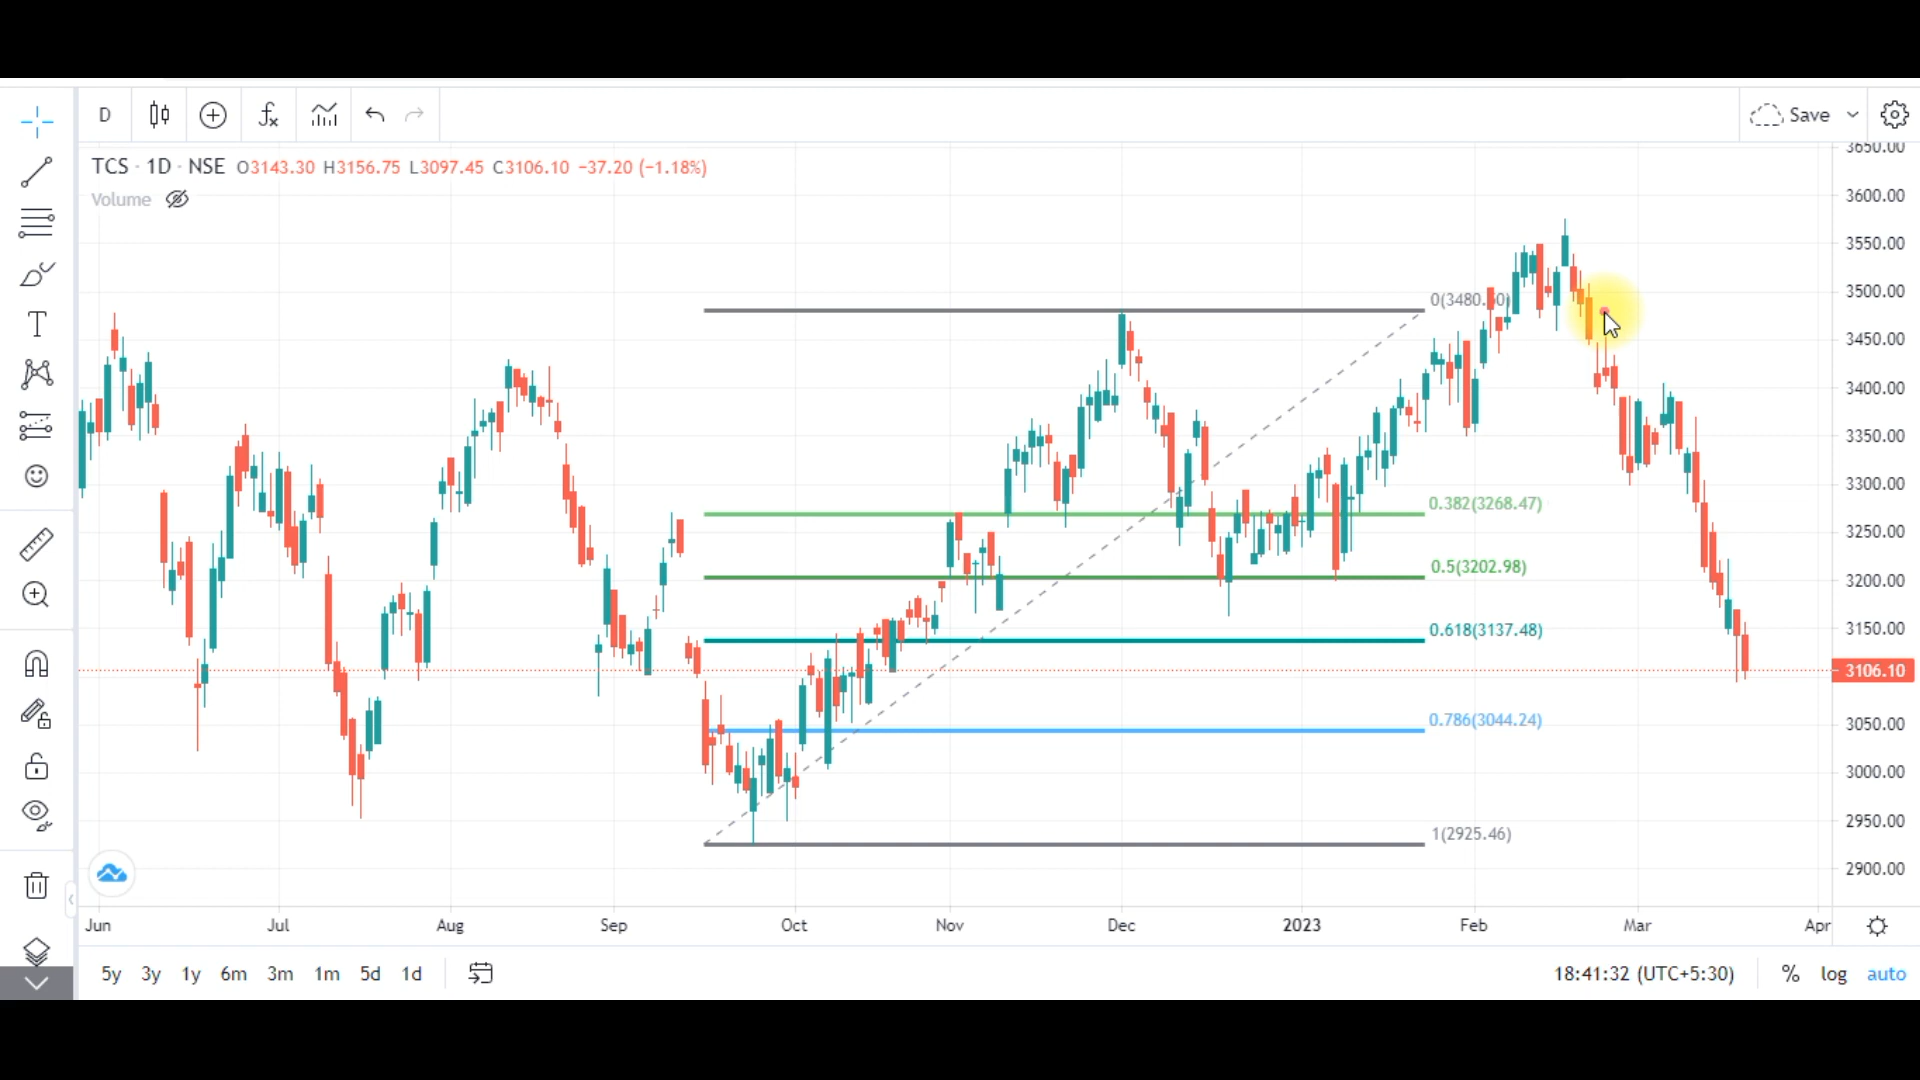 D
Save
TCS · 1D · NSE O3143.30 H3156.75 L3097.45 C3106.10 −37.20 (−1.18%)
Volume
3650.00
3600.00
3550.00
3500.00
3450.00
3400.00
3350.00
3300.00
3250.00
3200.00
3150.00
3106.10
3050.00
3000.00
2950.00
2900.00
0.382(3268.47)
0.5(3202.98)
0.618(3137.48)
0.786(3044.24)
1(2925.46)
T
Jun Jul Aug Sep Oct Nov Dec 2023 Feb Mar Apr
5y 3y 1y 6m 3m 1m 5d 1d
18:41:32 (UTC+5:30) % log auto